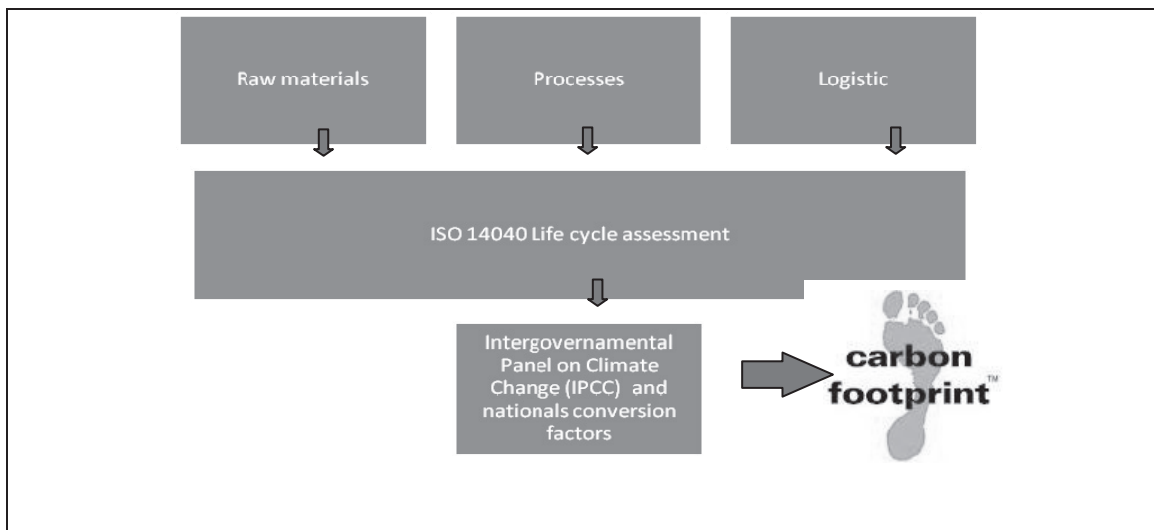 Raw materials
Processes
Logistic
ISO 14040 Life cycle assessment
Intergovernamental
Panel on Climate
Change (IPCC) and
nationals conversion
factors
carbon
footprint™